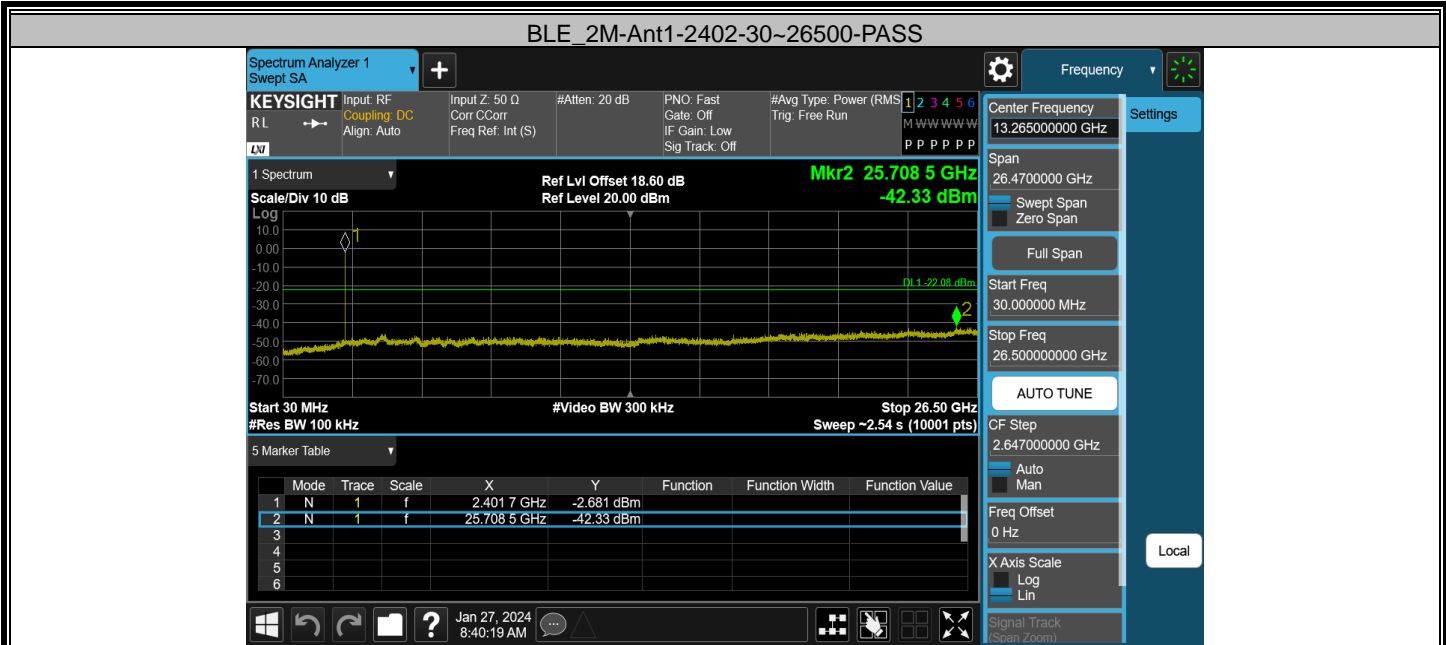 BLE_2M-Ant1-2402-30~26500-PASS
Spectrum Analyzer 1
Swept SA
+
Frequency
KEYSIGHT
RL
LXI
Input: RF
Coupling: DC
Align: Auto
Input Z: 50 Ω
Corr CCorr
Freq Ref: Int (S)
#Atten: 20 dB
PNO: Fast
Gate: Off
IF Gain: Low
Sig Track: Off
#Avg Type: Power (RMS
Trig: Free Run
1 2 3 4 5 6
M W W W W W
P P P P P P
Settings
Center Frequency
13.265000000 GHz
Span
26.4700000 GHz
Swept Span
Zero Span
Full Span
Start Freq
30.000000 MHz
Stop Freq
26.500000000 GHz
AUTO TUNE
CF Step
2.647000000 GHz
Auto
Man
Freq Offset
0 Hz
X Axis Scale
Log
Lin
Signal Track
(Span Zoom)
Local
1 Spectrum
Scale/Div 10 dB
Ref Lvl Offset 18.60 dB
Ref Level 20.00 dBm
Mkr2 25.708 5 GHz
-42.33 dBm
Log
10.0
0.00
-10.0
-20.0
-30.0
-40.0
-50.0
-60.0
-70.0
1
DL1 -22.08 dBm
2
Start 30 MHz
#Video BW 300 kHz
Stop 26.50 GHz
#Res BW 100 kHz
Sweep ~2.54 s (10001 pts)
5 Marker Table
Mode Trace Scale X Y Function Function Width Function Value
1 N 1 f 2.401 7 GHz -2.681 dBm
2 N 1 f 25.708 5 GHz -42.33 dBm
3
4
5
6
?
Jan 27, 2024
8:40:19 AM